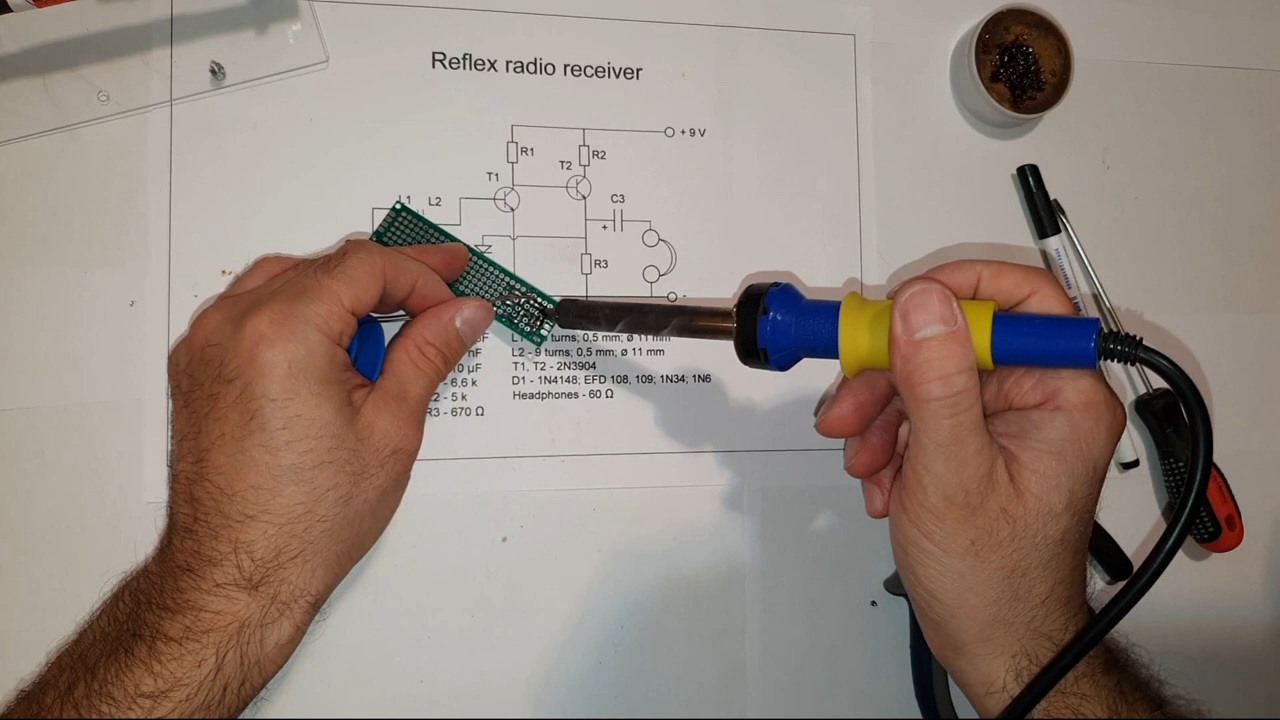 Reflex radio receiver
+ 9 V
R1
R2
T2
T1
L1 L2
C3
+
R3
-
turns; 0,5 mm; ø 11 mm
nF L2 - 9 turns; 0,5 mm; ø 11 mm
µF T1, T2 - 2N3904
- 6,6 k D1 - 1N4148; EFD 108, 109; 1N34; 1N6
2 - 5 k Headphones - 60 Ω
R3 - 670 Ω